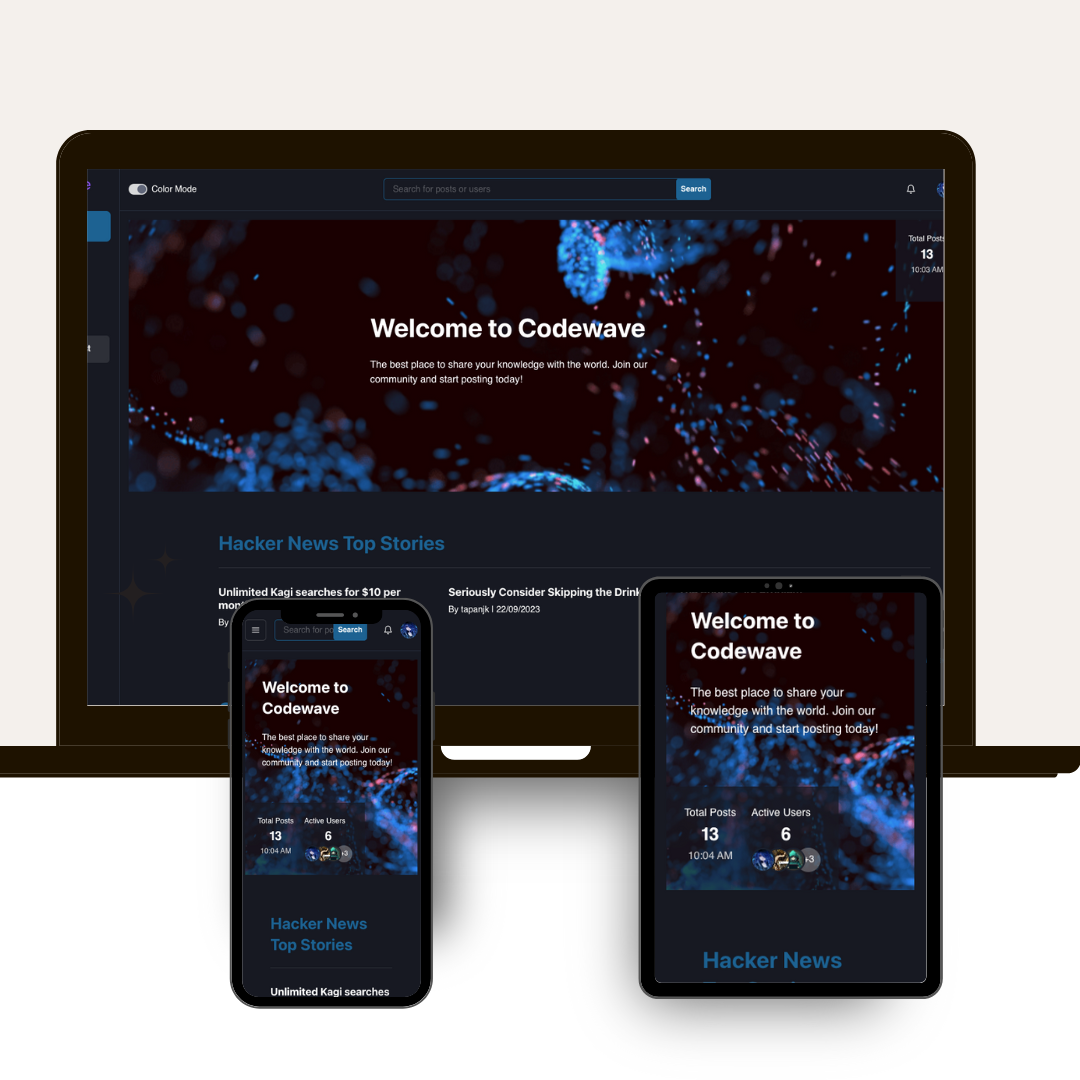 Color Mode
Search for posts or users
Search
Total Posts
13
10:03 AM
Welcome to Codewave
The best place to share your knowledge with the world. Join our
community and start posting today!
Hacker News Top Stories
Unlimited Kagi searches for $10 per
By
Seriously Consider Skipping the Drink
By tapanjk | 22/09/2023
Search for po
Search
Welcome to
Codewave
The best place to share your
knowledge with the world. Join our
community and start posting today!
Total Posts
Active Users
13
6
10:04 AM
+3
Hacker News
Top Stories
Unlimited Kagi searches
Welcome to
Codewave
The best place to share your
knowledge with the world. Join our
community and start posting today!
Total Posts
Active Users
13
6
10:04 AM
+3
Hacker News